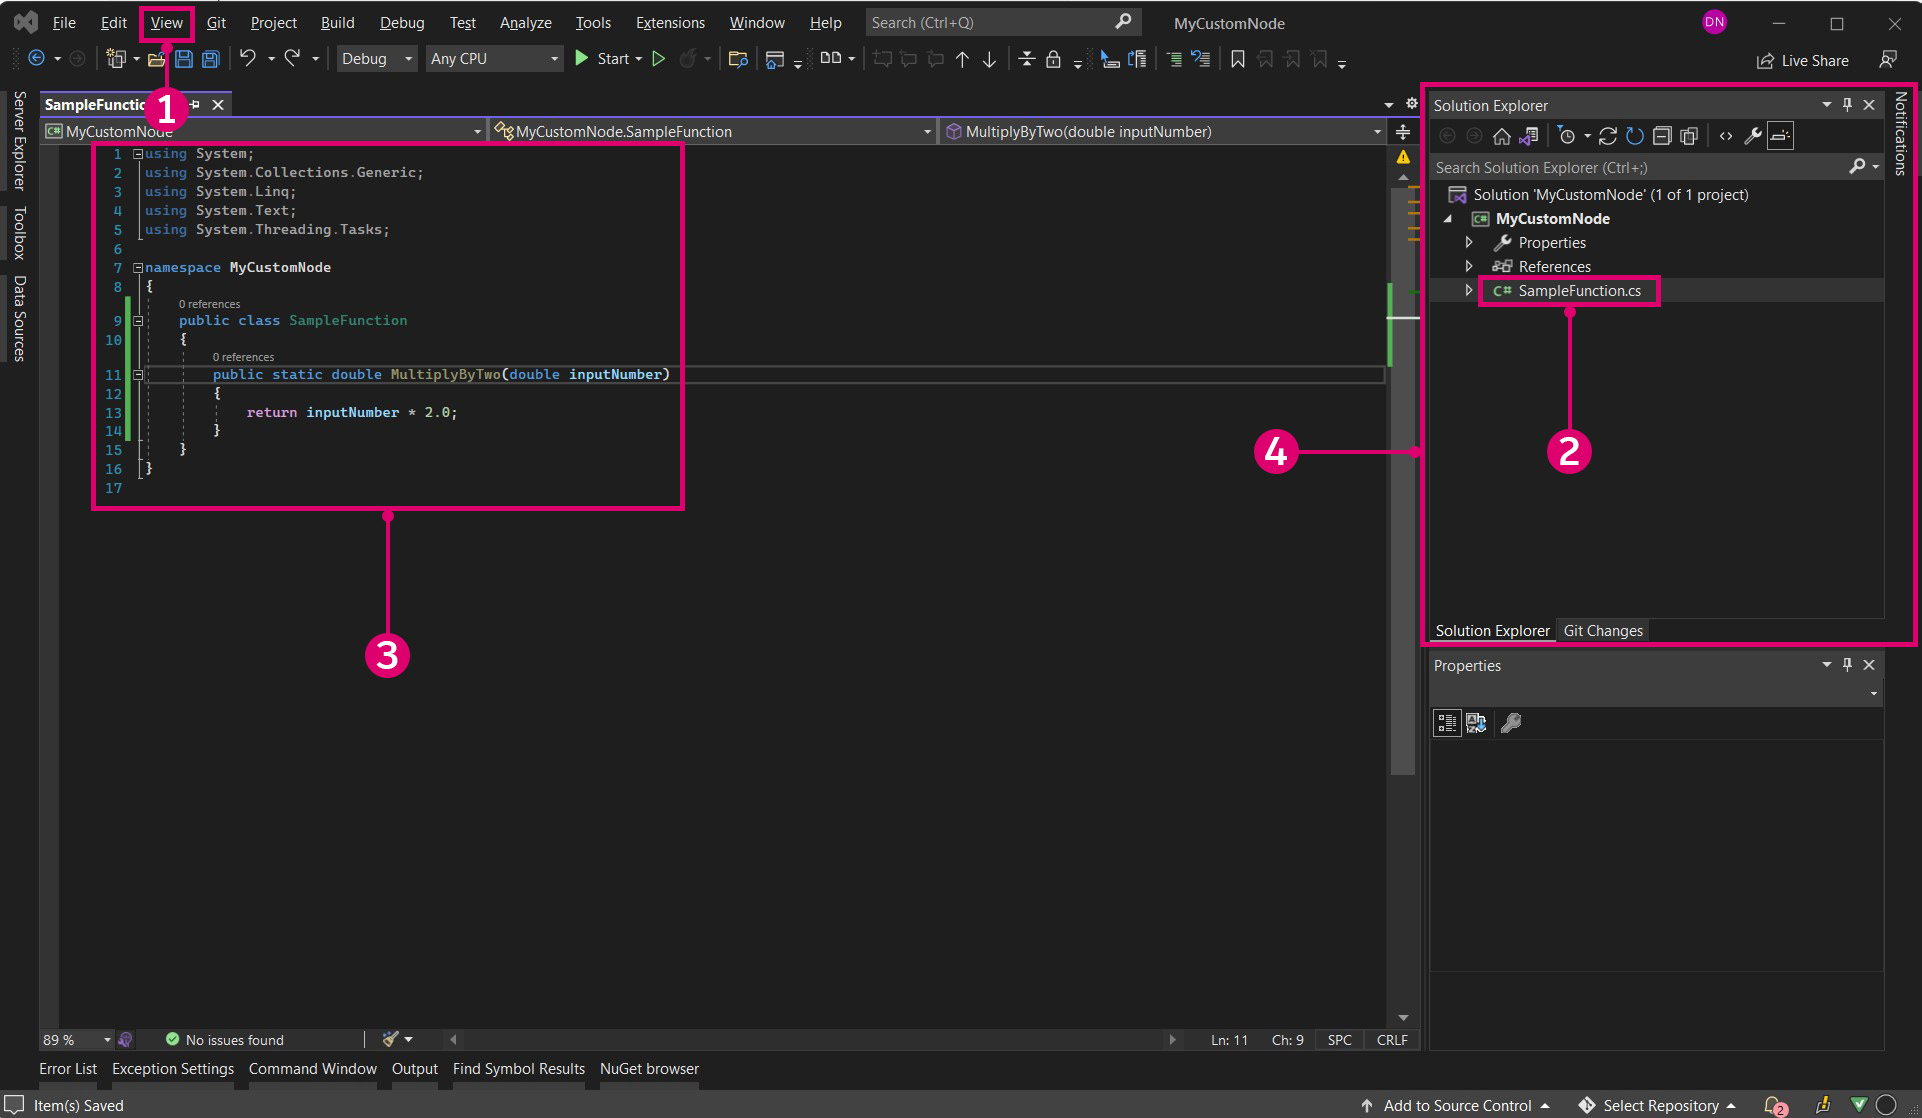 File Edit View Git Project Build Debug Test Analyze Tools Extensions Window Help Search (Ctrl+Q) MyCustomNode DN
Debug Any CPU Start Live Share
Server Explorer
Toolbox
Data Sources
SampleFunctio
1
MyCustomNode MyCustomNode.SampleFunction MultiplyByTwo(double inputNumber)
1 using System;
2 using System.Collections.Generic;
3 using System.Linq;
4 using System.Text;
5 using System.Threading.Tasks;
6
7 namespace MyCustomNode
8 {
0 references
9 public class SampleFunction
10 {
0 references
11 public static double MultiplyByTwo(double inputNumber)
12 {
13 return inputNumber * 2.0;
14 }
15 }
16 }
17
3
4
Solution Explorer
Notifications
Search Solution Explorer (Ctrl+;)
Solution 'MyCustomNode' (1 of 1 project)
C# MyCustomNode
Properties
References
C# SampleFunction.cs
2
Solution Explorer Git Changes
Properties
89 % No issues found Ln: 11 Ch: 9 SPC CRLF
Error List Exception Settings Command Window Output Find Symbol Results NuGet browser
Item(s) Saved Add to Source Control Select Repository 2